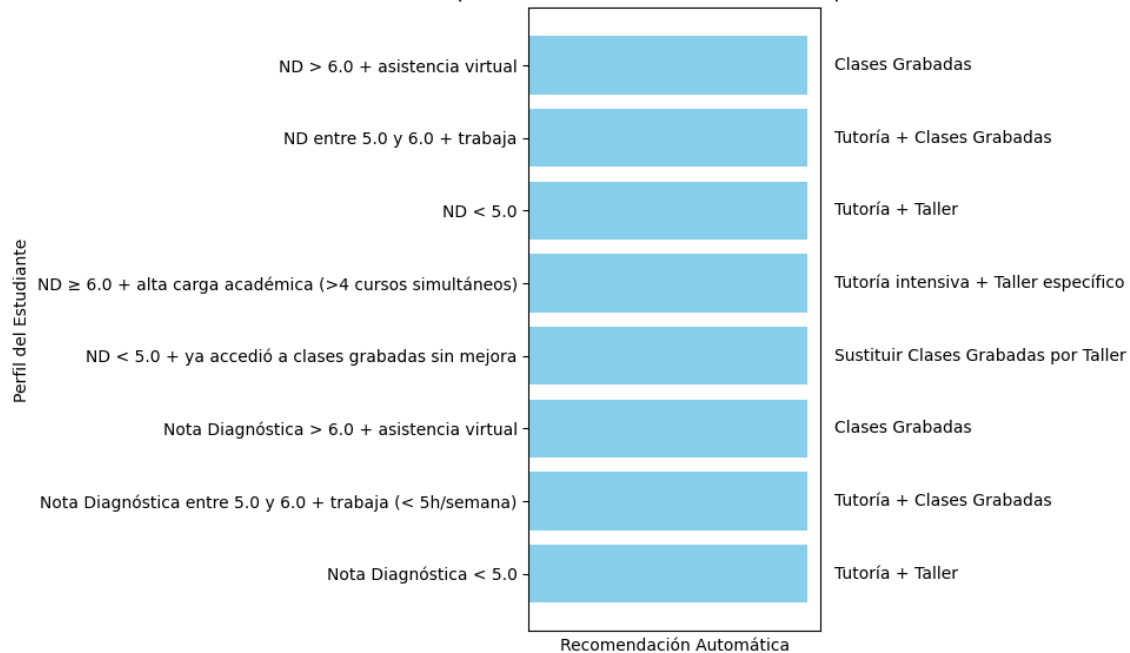 ND > 6.0 + asistencia virtual Clases Grabadas
ND entre 5.0 y 6.0 + trabaja Tutoría + Clases Grabadas
ND < 5.0 Tutoría + Taller
ND ≥ 6.0 + alta carga académica (>4 cursos simultáneos) Tutoría intensiva + Taller específico
ND < 5.0 + ya accedió a clases grabadas sin mejora Sustituir Clases Grabadas por Taller
Nota Diagnóstica > 6.0 + asistencia virtual Clases Grabadas
Nota Diagnóstica entre 5.0 y 6.0 + trabaja (< 5h/semana) Tutoría + Clases Grabadas
Nota Diagnóstica < 5.0 Tutoría + Taller
Perfil del Estudiante
Recomendación Automática